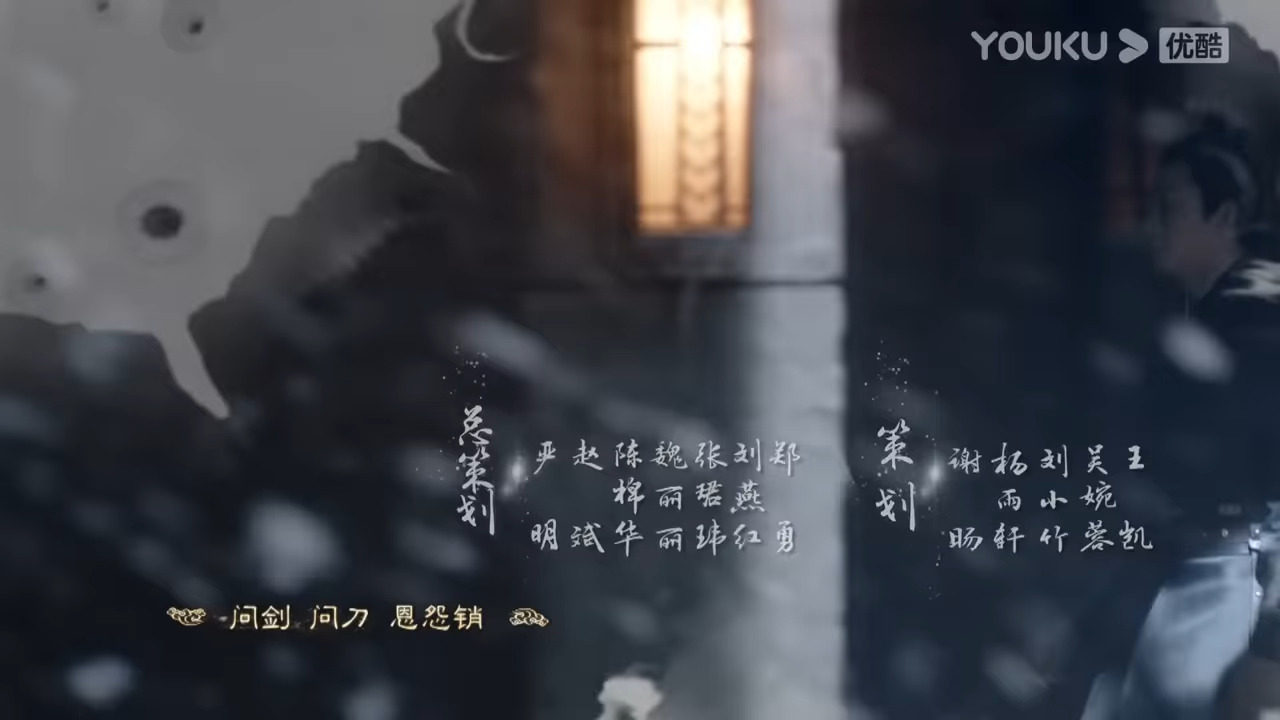 YOUKU 优酷
总策划
严明
赵斌
陈椁华
魏丽丽
张珺玮
刘燕红
郑勇
策划
谢旸
杨雨轩
刘小竹
吴婉蓉
王凯
问剑 问刀 恩怨销